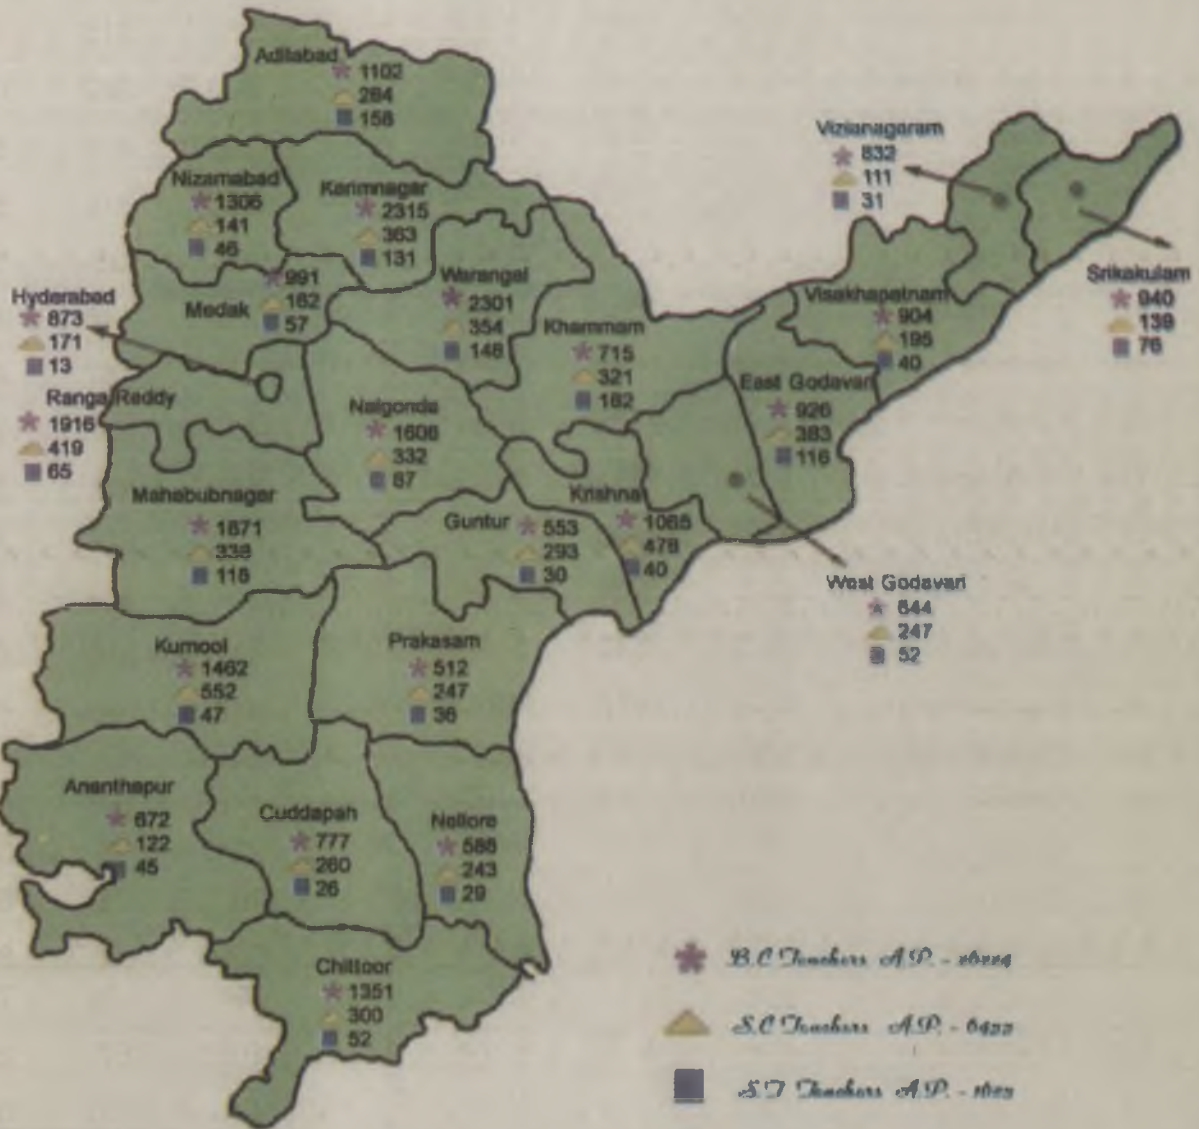 Adilabad
1102
284
158
Nizamabad
1306
141
46
Karimnagar
2315
363
131
Vizianagaram
832
111
31
Srikakulam
940
139
76
Hyderabad
873
171
13
Medak
991
162
57
Warangal
2301
354
148
Khammam
715
321
182
Visakhapatnam
904
195
40
East Godavari
926
383
116
Ranga Reddy
1916
419
65
Nalgonda
1606
332
87
Mahabubnagar
1871
338
116
Guntur
553
293
30
Krishna
1065
478
40
West Godavari
644
247
52
Kurnool
1462
552
47
Prakasam
512
247
36
Ananthapur
672
122
45
Cuddapah
777
260
26
Nellore
586
243
29
Chittoor
1351
300
52
B.C Teachers A.P. -
S.C Teachers A.P. -
S.T Teachers A.P. -